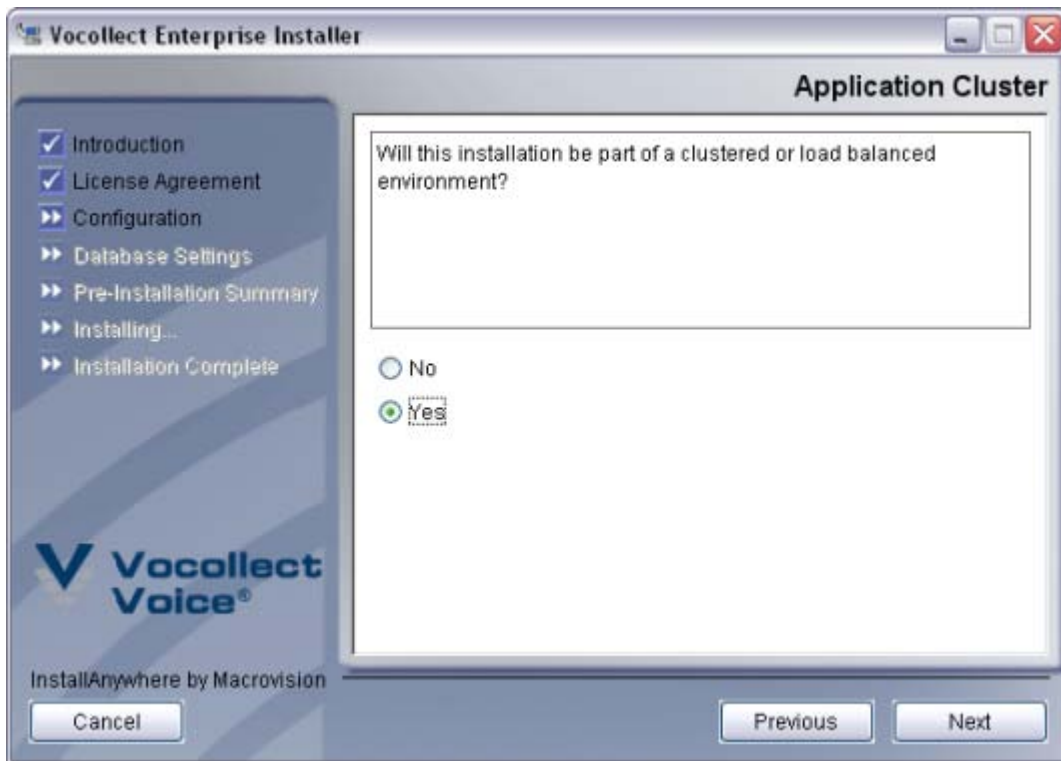 Vocollect Enterprise Installer
Application Cluster
Introduction
License Agreement
Configuration
Database Settings
Pre-Installation Summary
Installing...
Installation Complete
Will this installation be part of a clustered or load balanced
environment?
No
Yes
Vocollect
Voice®
InstallAnywhere by Macrovision
Cancel
Previous
Next